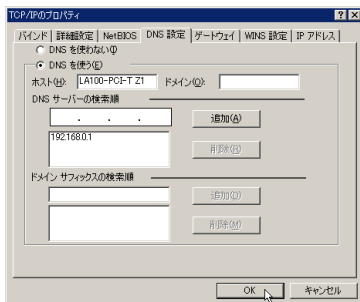 TCP/IPのプロパティ
バインド 詳細設定 NetBIOS DNS 設定 ゲートウェイ WINS 設定 IP アドレス
DNS を使わない(I)
DNS を使う(E)
ホスト(H): LA100-PCI-T Z1 ドメイン(O):
DNS サーバーの検索順
. . . 追加(A)
192.168.0.1
削除(R)
ドメイン サフィックスの検索順
追加(D)
削除(M)
OK キャンセル